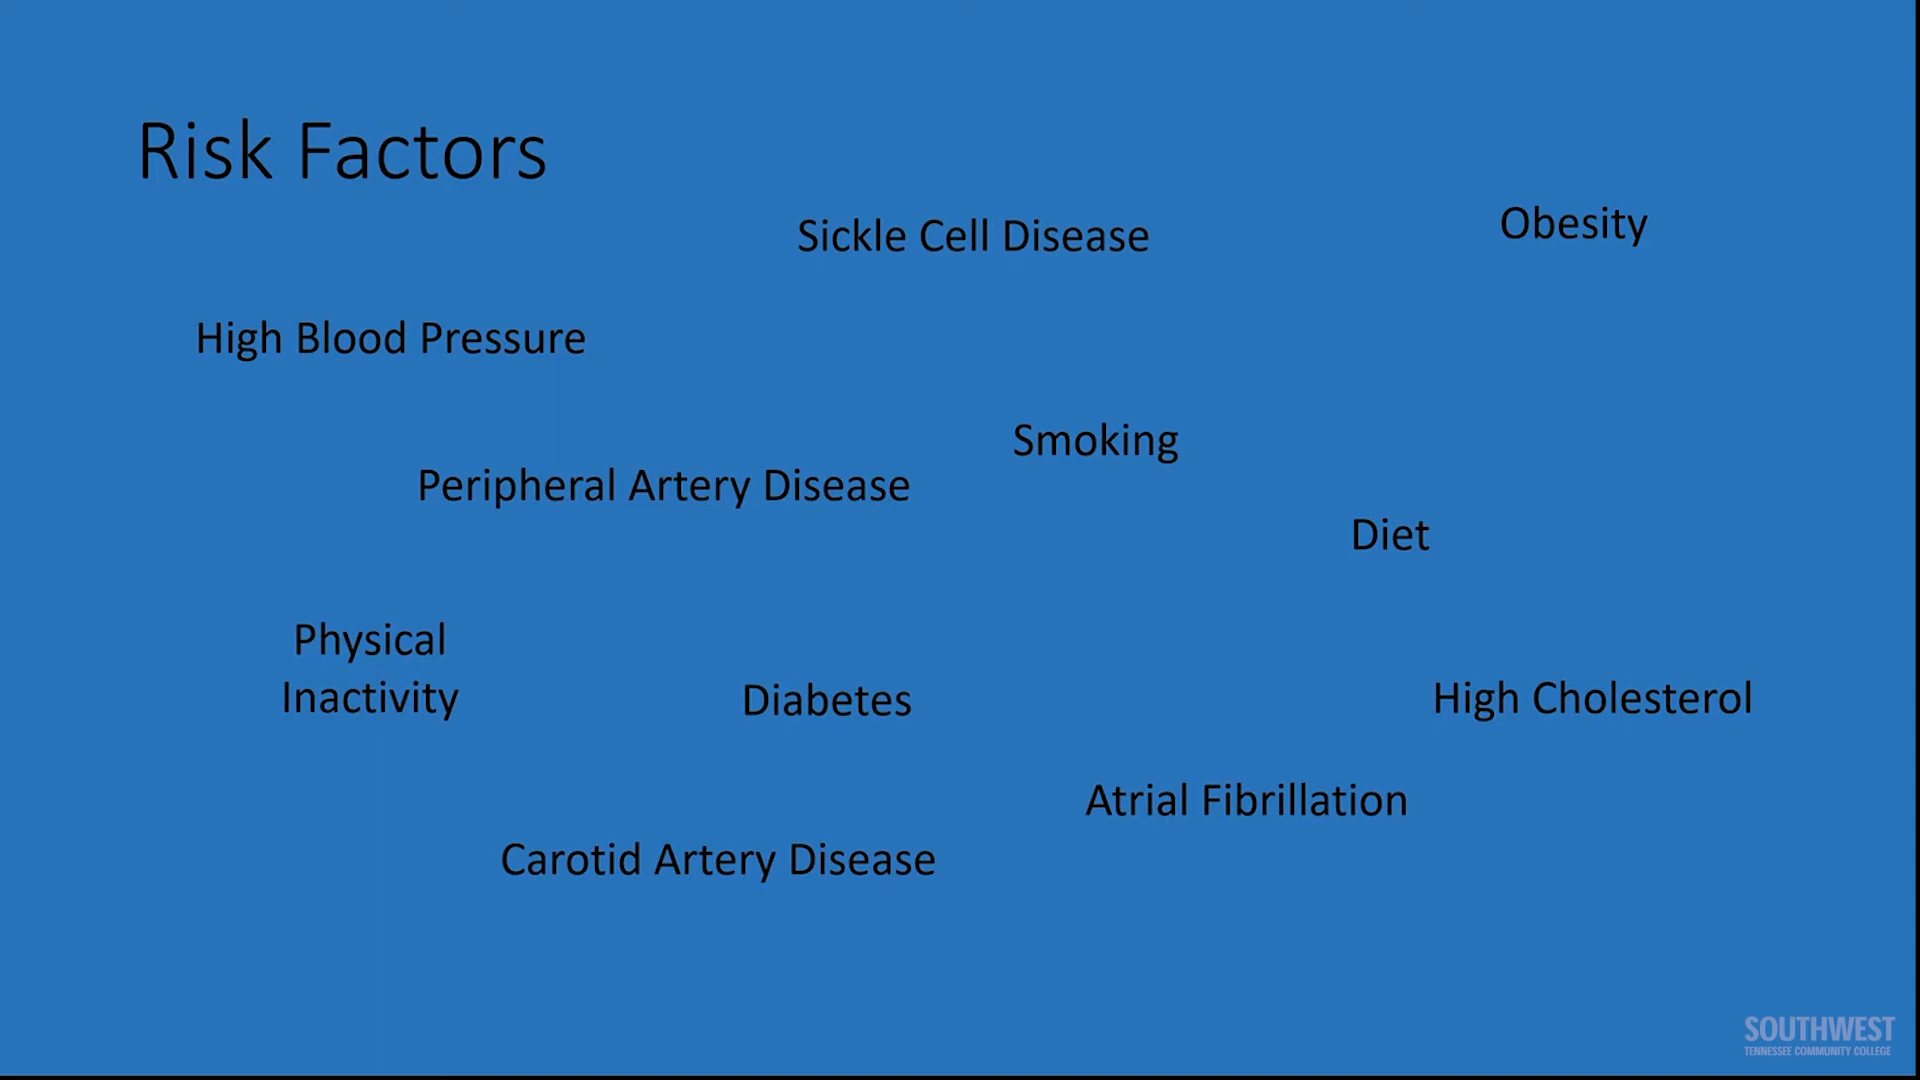 Risk Factors
Sickle Cell Disease
Obesity
High Blood Pressure
Smoking
Peripheral Artery Disease
Diet
Physical
Inactivity
Diabetes
High Cholesterol
Atrial Fibrillation
Carotid Artery Disease
SOUTHWEST
TENNESSEE COMMUNITY COLLEGE